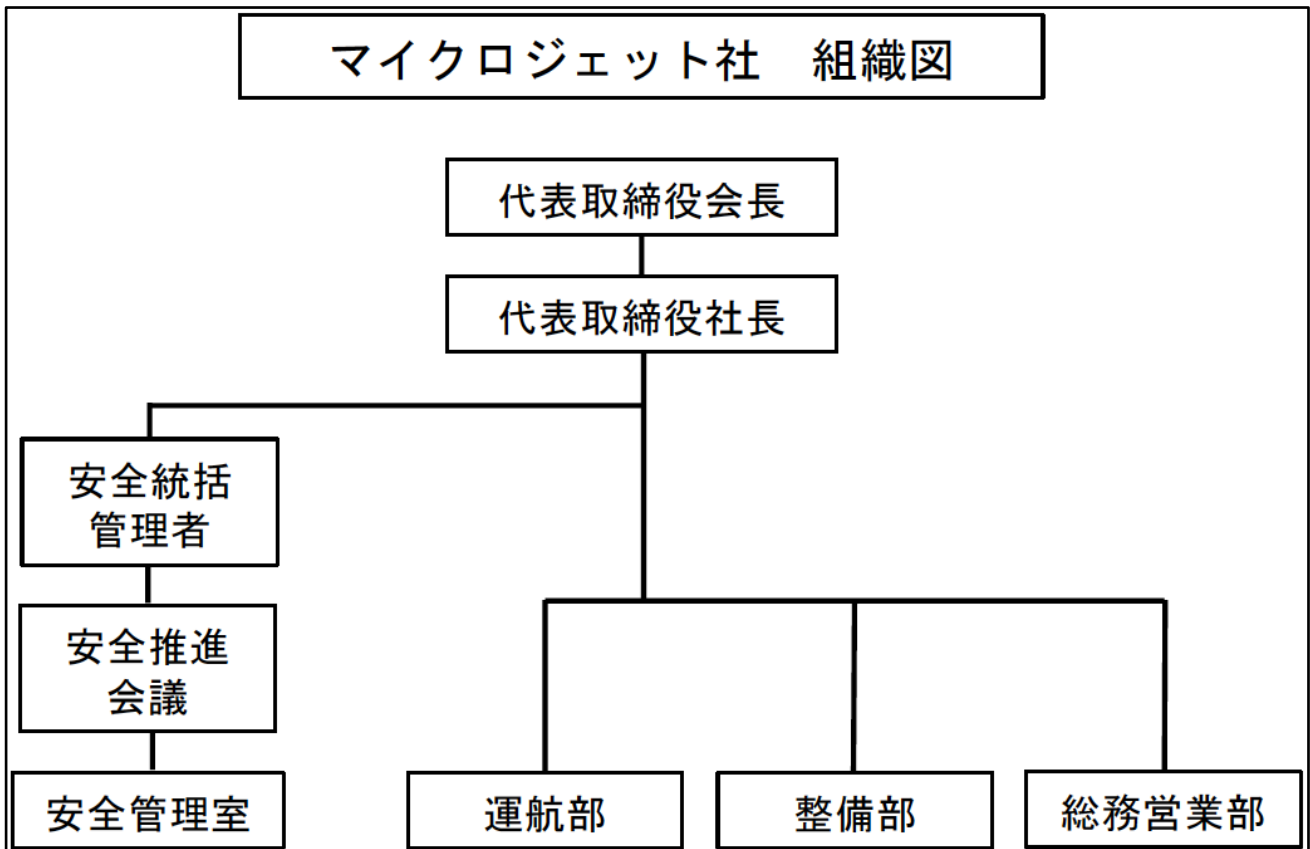 マイクロジェット社　組織図
代表取締役会長
代表取締役社長
安全統括
管理者
安全推進
会議
安全管理室
運航部
整備部
総務営業部